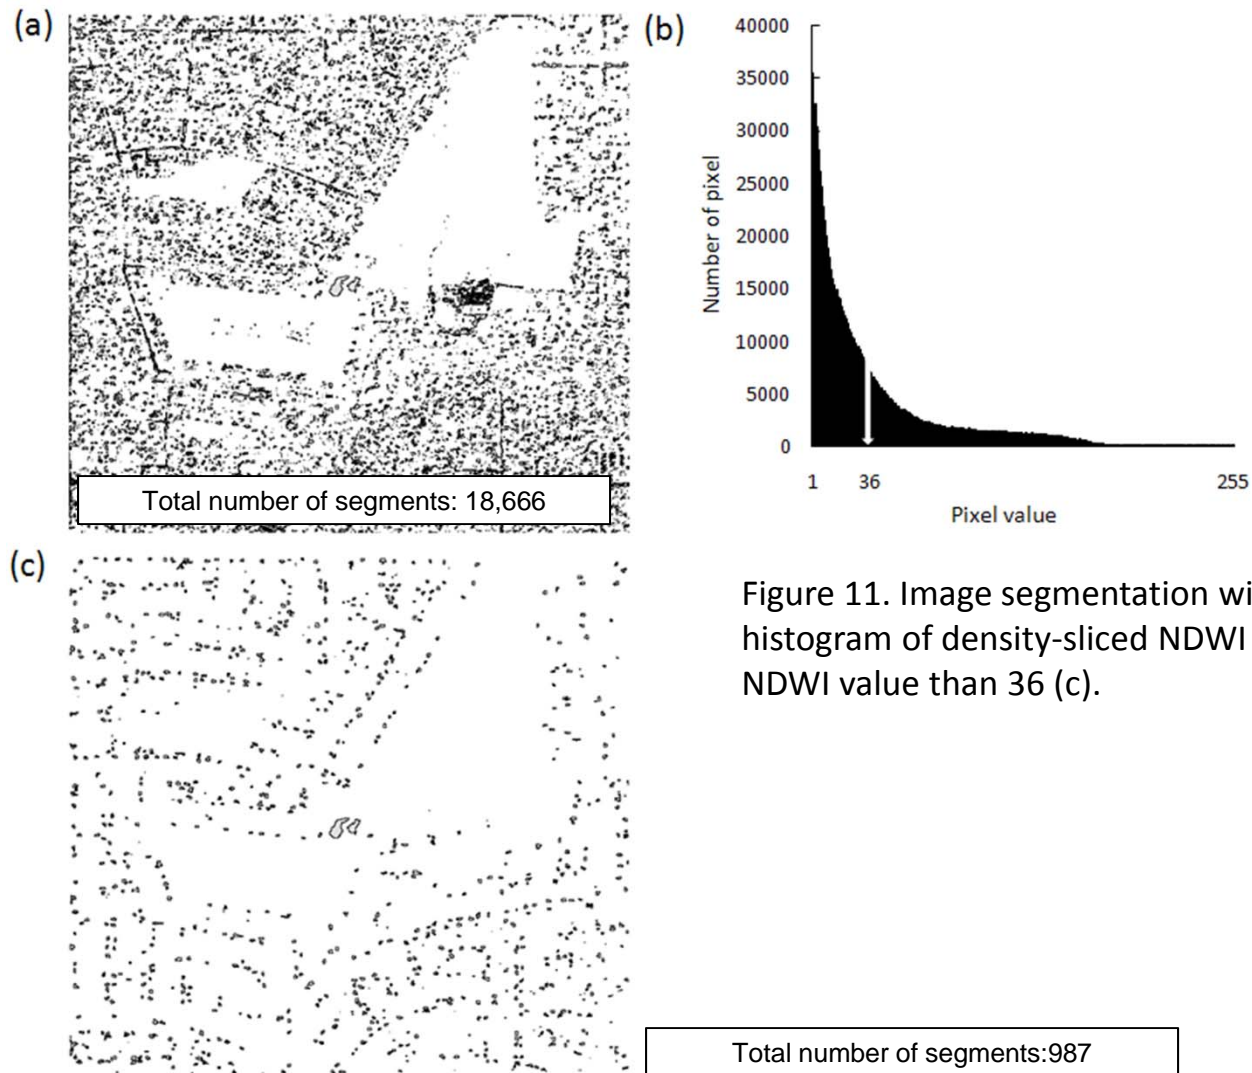 (a)
Total number of segments: 18,666
(b)
40000
35000
30000
25000
20000
15000
10000
5000
0
Number of pixel
1 36 255
Pixel value
(c)
Total number of segments:987
Figure 11. Image segmentation wi
histogram of density-sliced NDWI
NDWI value than 36 (c).